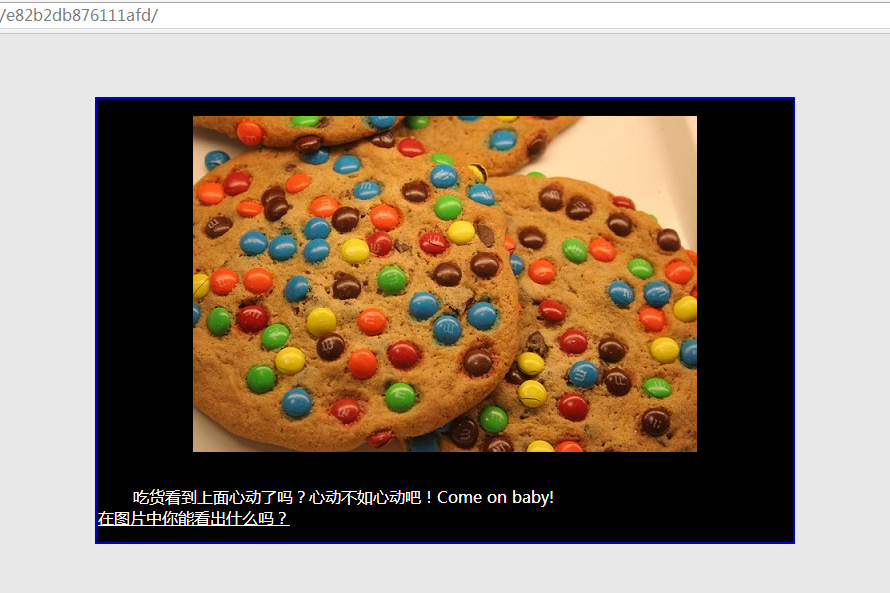 /e82b2db876111afd/
吃货看到上面心动了吗？心动不如心动吧！Come on baby!
在图片中你能看出什么吗？